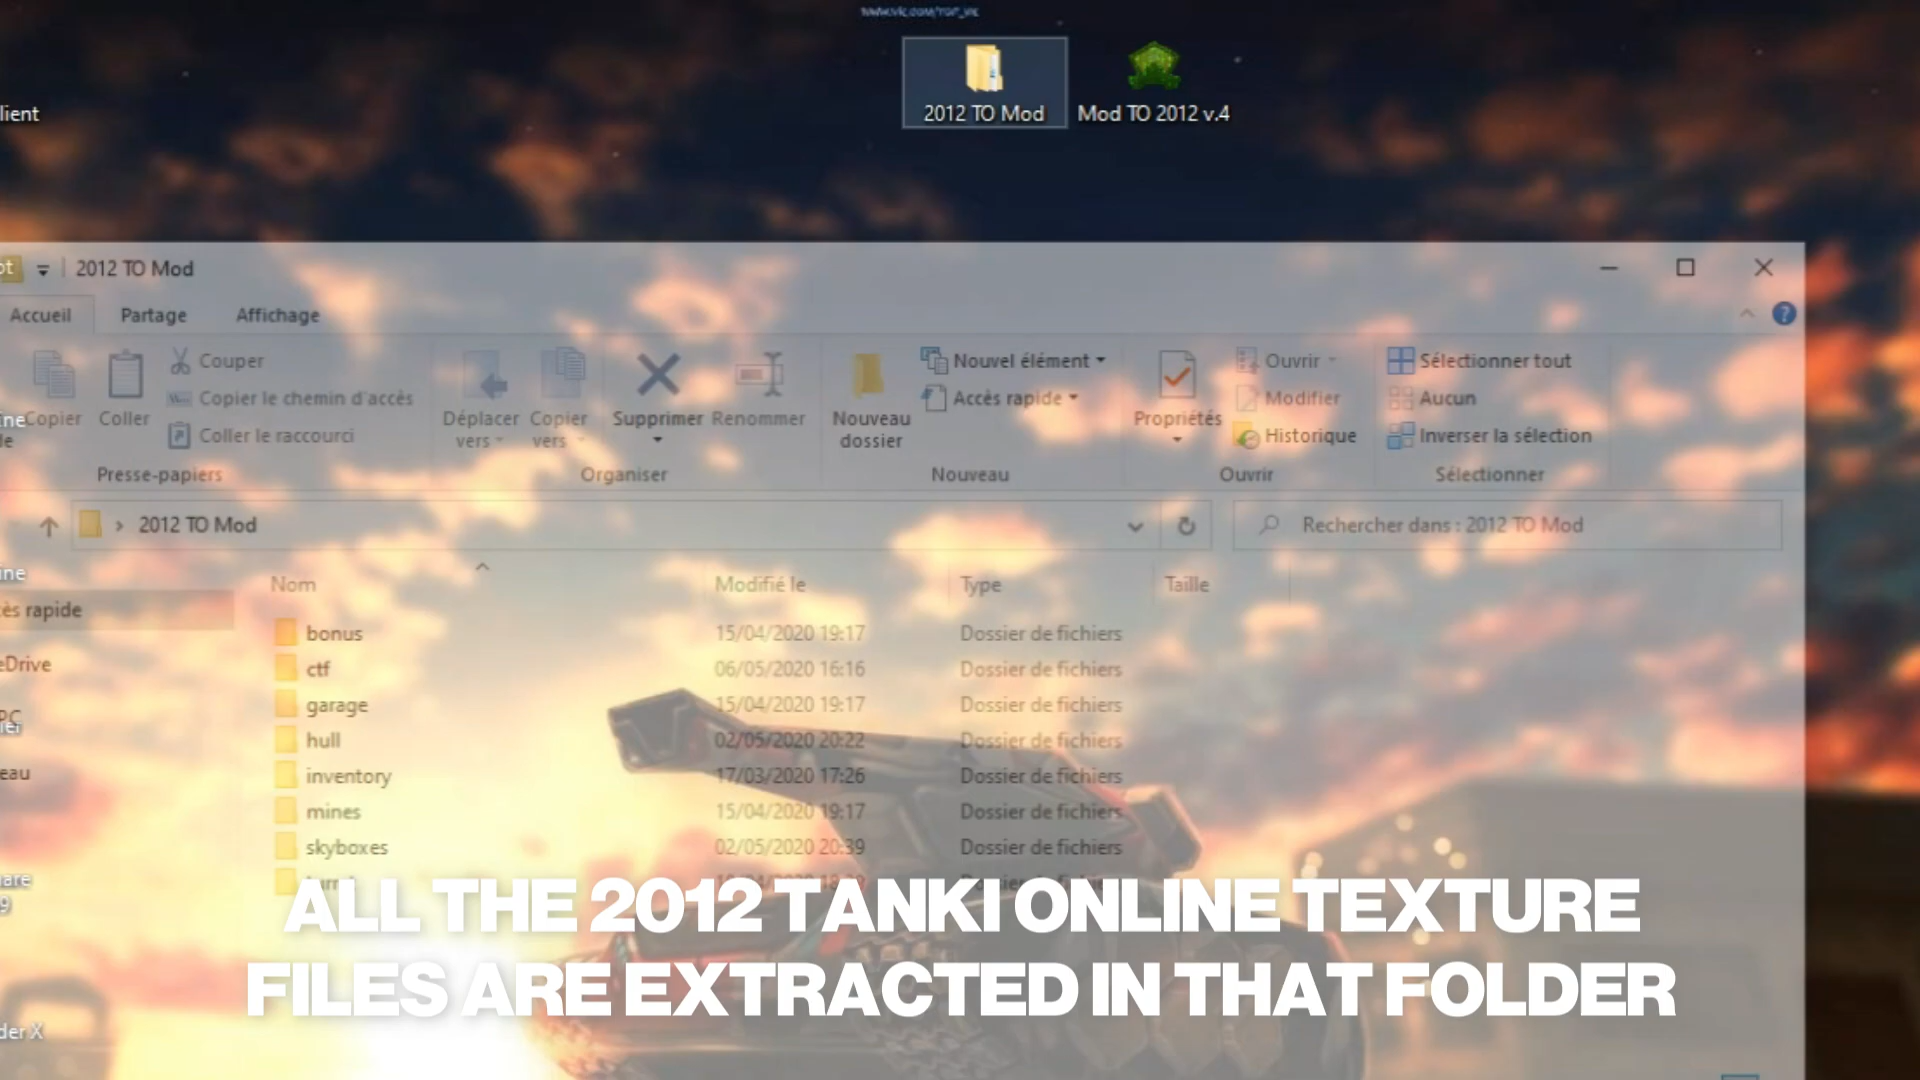 2012 TO Mod
Mod TO 2012 v.4
lient
2012 TO Mod
Accueil Partage Affichage
Copier
Coller
Couper
Copier le chemin d'accès
Coller le raccourci
Déplacer
vers
Copier
vers
Supprimer
Renommer
Nouveau
dossier
Nouvel élément
Accès rapide
Propriétés
Ouvrir
Modifier
Historique
Sélectionner tout
Aucun
Inverser la sélection
Presse-papiers
Organiser
Nouveau
Ouvrir
Sélectionner
2012 TO Mod
Rechercher dans : 2012 TO Mod
Nom Modifié le Type Taille
ès rapide
eDrive
PC
eau
der X
bonus 15/04/2020 19:17 Dossier de fichiers
ctf 06/05/2020 16:16 Dossier de fichiers
garage 15/04/2020 19:17 Dossier de fichiers
hull 02/05/2020 20:22 Dossier de fichiers
inventory 17/03/2020 17:26 Dossier de fichiers
mines 15/04/2020 19:17 Dossier de fichiers
skyboxes 02/05/2020 20:39 Dossier de fichiers
ALL THE 2012 TANKI ONLINE TEXTURE
FILES ARE EXTRACTED IN THAT FOLDER